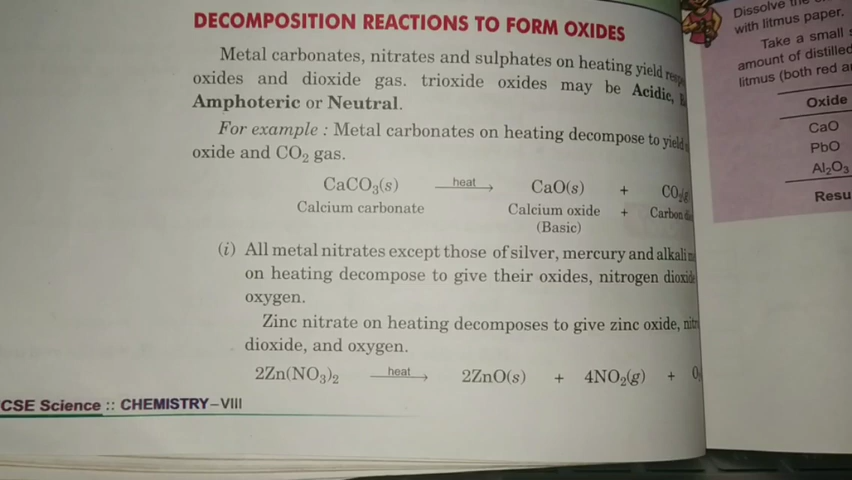 DECOMPOSITION REACTIONS TO FORM OXIDES
Metal carbonates, nitrates and sulphates on heating yield
oxides and dioxide gas. trioxide oxides may be Acidic,
Amphoteric or Neutral.
For example : Metal carbonates on heating decompose to yield
oxide and CO₂ gas.
CaCO₃(s) heat → CaO(s) + CO₂
Calcium carbonate Calcium oxide + Carbon
(Basic)
(i) All metal nitrates except those of silver, mercury and alkali
on heating decompose to give their oxides, nitrogen
oxygen.
Zinc nitrate on heating decomposes to give zinc oxide,
dioxide, and oxygen.
2Zn(NO₃)₂ heat → 2ZnO(s) + 4NO₂(g) +
CSE Science :: CHEMISTRY–VIII
Dissolve
with litmus paper.
Take a small
amount of distilled
litmus (both red
Oxide
CaO
PbO
Al₂O₃